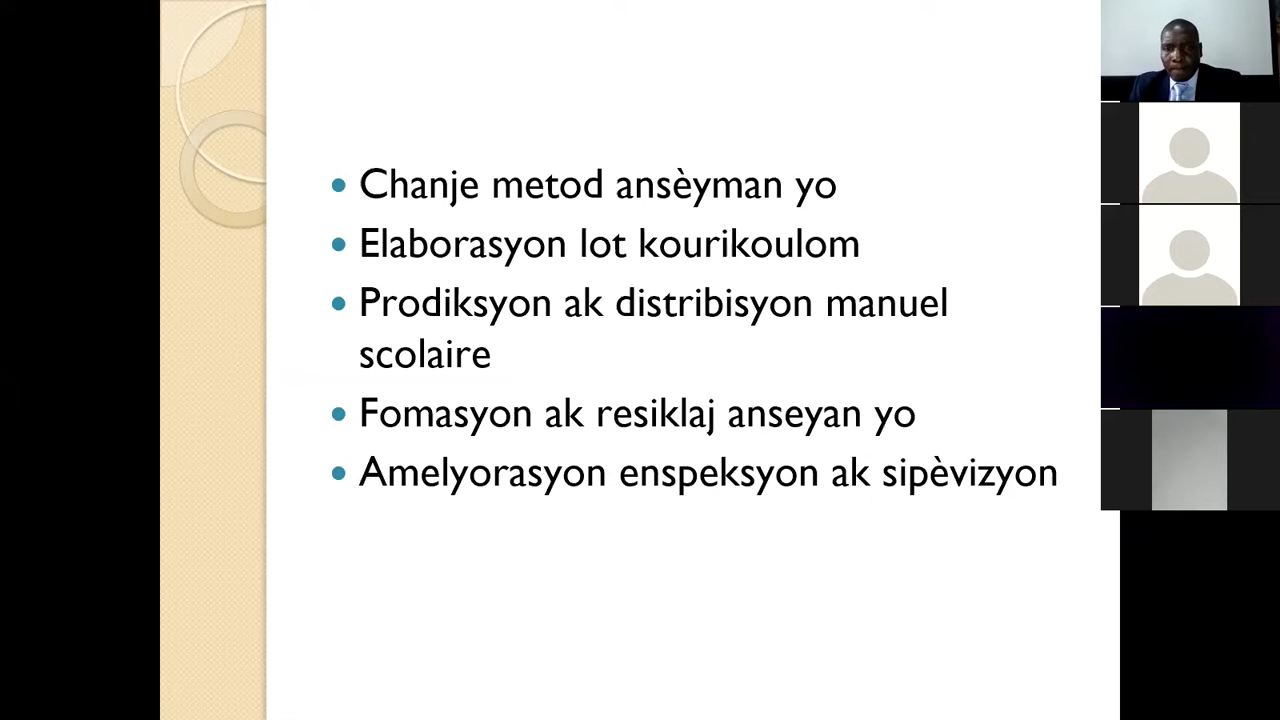 • Chanje metod ansèyman yo
• Elaborasyon lot kourikoulom
• Prodiksyon ak distribisyon manuel
scolaire
• Fomasyon ak resiklaj anseyan yo
• Amelyorasyon enspeksyon ak sipèvizyon